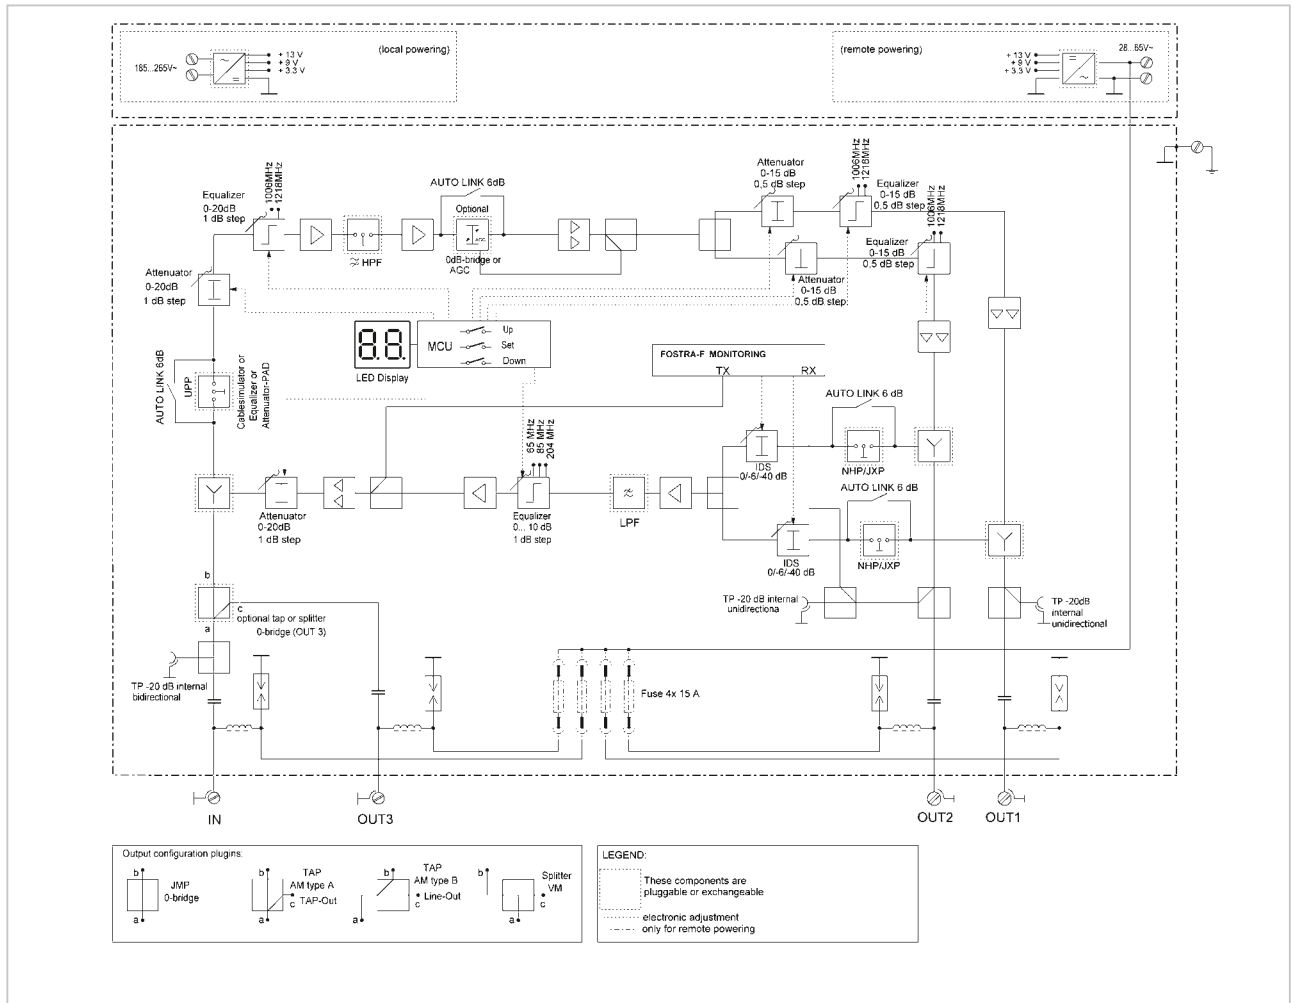 (local powering)
185...265V~
+ 13 V
+ 9 V
+ 3.3 V
(remote powering)
28...65V~
+ 13 V
+ 9 V
+ 3.3 V
Equalizer
0-20dB
1 dB step
1006MHz
1218MHz
AUTO LINK 6dB
Optional
AGC
0dB-bridge or
AGC
HPF
Attenuator
0-15 dB
0,5 dB step
1006MHz
1218MHz
Equalizer
0-15 dB
0,5 dB step
1006MHz
1218MHz
Equalizer
0-15 dB
0,5 dB step
Attenuator
0-15 dB
0,5 dB step
Attenuator
0-20dB
1 dB step
8.8.
LED Display
MCU
Up
Set
Down
FOSTRA-F MONITORING
TX
RX
AUTO LINK 6dB
UPP
Cablesimulator or
Equalizer or
Attenuator-PAD
AUTO LINK 6 dB
NHP/JXP
IDS
0/-6/-40 dB
65 MHz
85 MHz
204 MHz
Attenuator
0-20dB
1 dB step
Equalizer
0... 10 dB
1 dB step
LPF
AUTO LINK 6 dB
NHP/JXP
IDS
0/-6/-40 dB
b
c
optional tap or splitter
a
0-bridge (OUT 3)
TP -20 dB internal
unidirectiona
TP -20dB
internal
unidirectional
TP -20 dB internal
bidirectional
Fuse 4x 15 A
IN
OUT3
OUT2
OUT1
Output configuration plugins:
b
JMP
0-bridge
a
b
TAP
AM type A
c TAP-Out
a
b
TAP
AM type B
Line-Out
c
a
b
Splitter
VM
c
a
LEGEND:
These components are
pluggable or exchangeable
electronic adjustment
only for remote powering